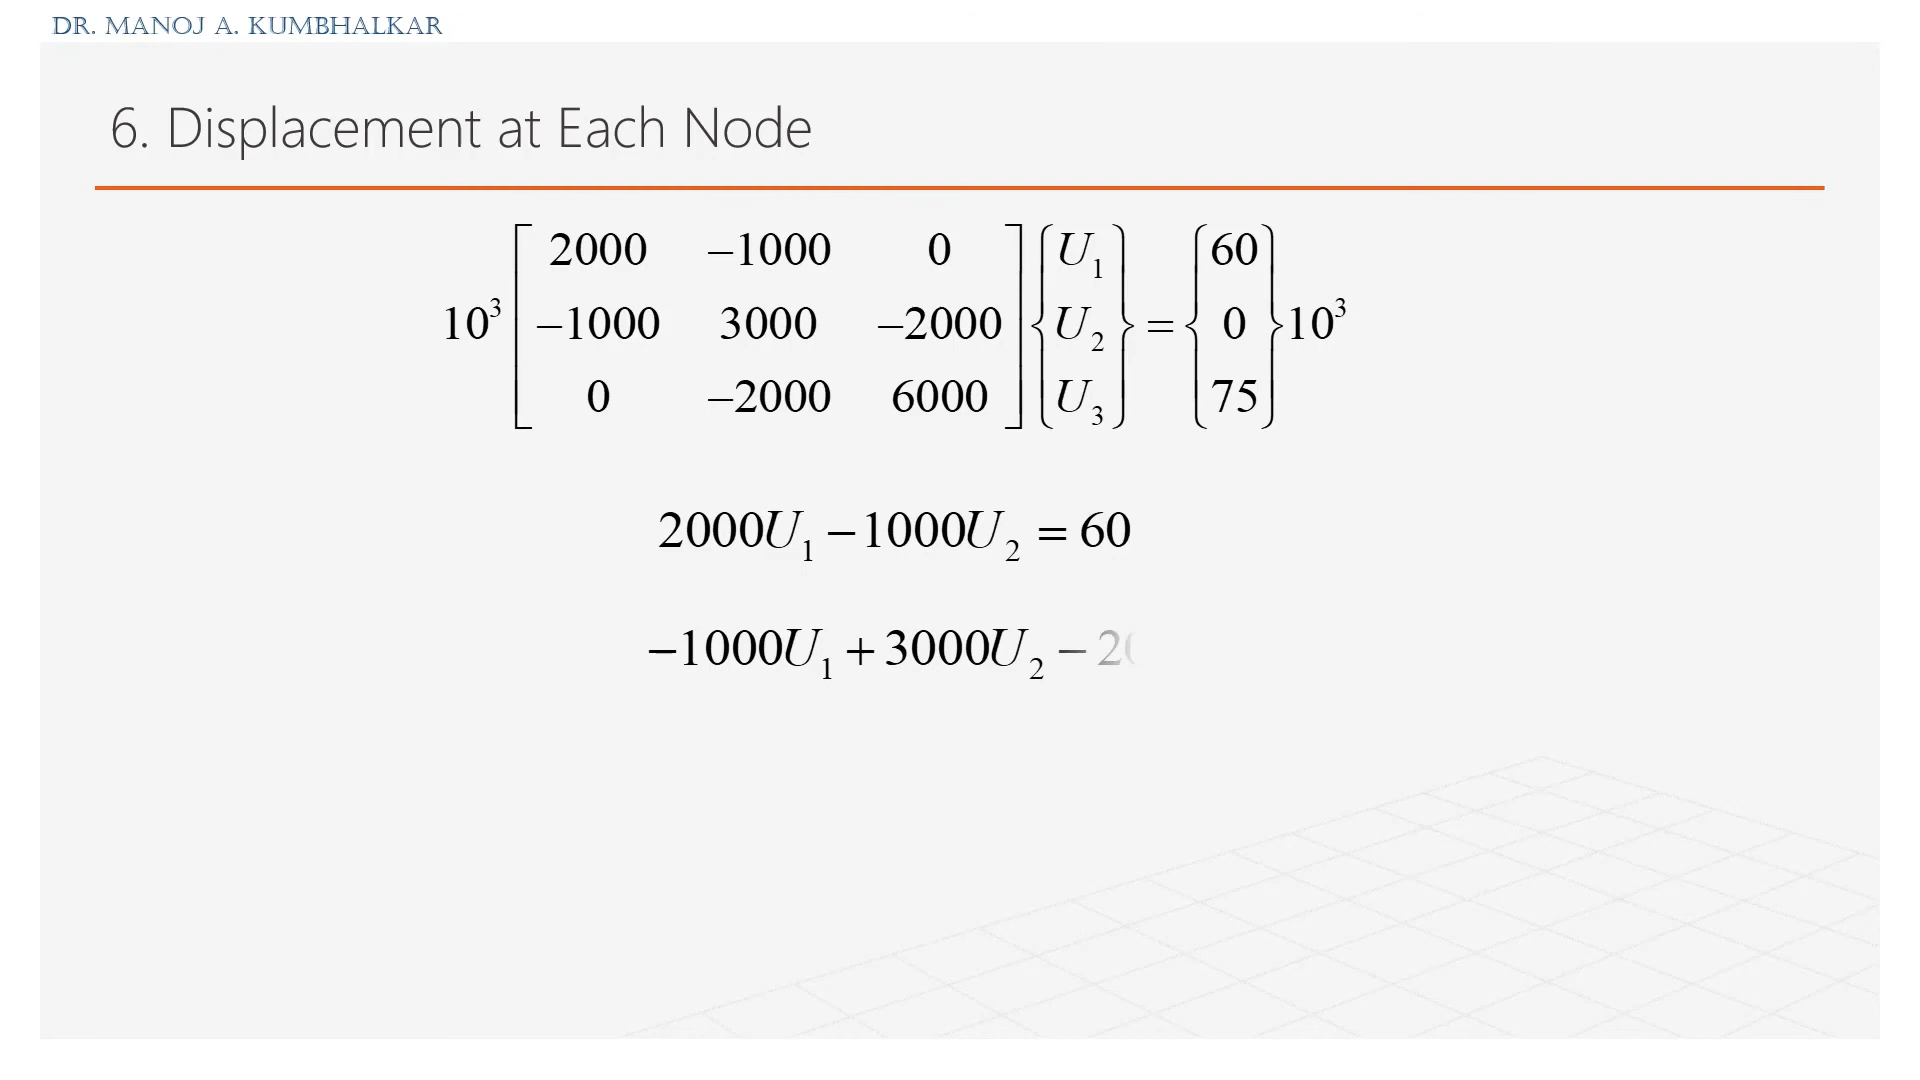 DR. MANOJ A. KUMBHALKAR
6. Displacement at Each Node
10³ [ 2000 –1000 0 ; –1000 3000 –2000 ; 0 –2000 6000 ] { U₁ ; U₂ ; U₃ } = { 60 ; 0 ; 75 } 10³
2000U₁ – 1000U₂ = 60
–1000U₁ + 3000U₂ – 2